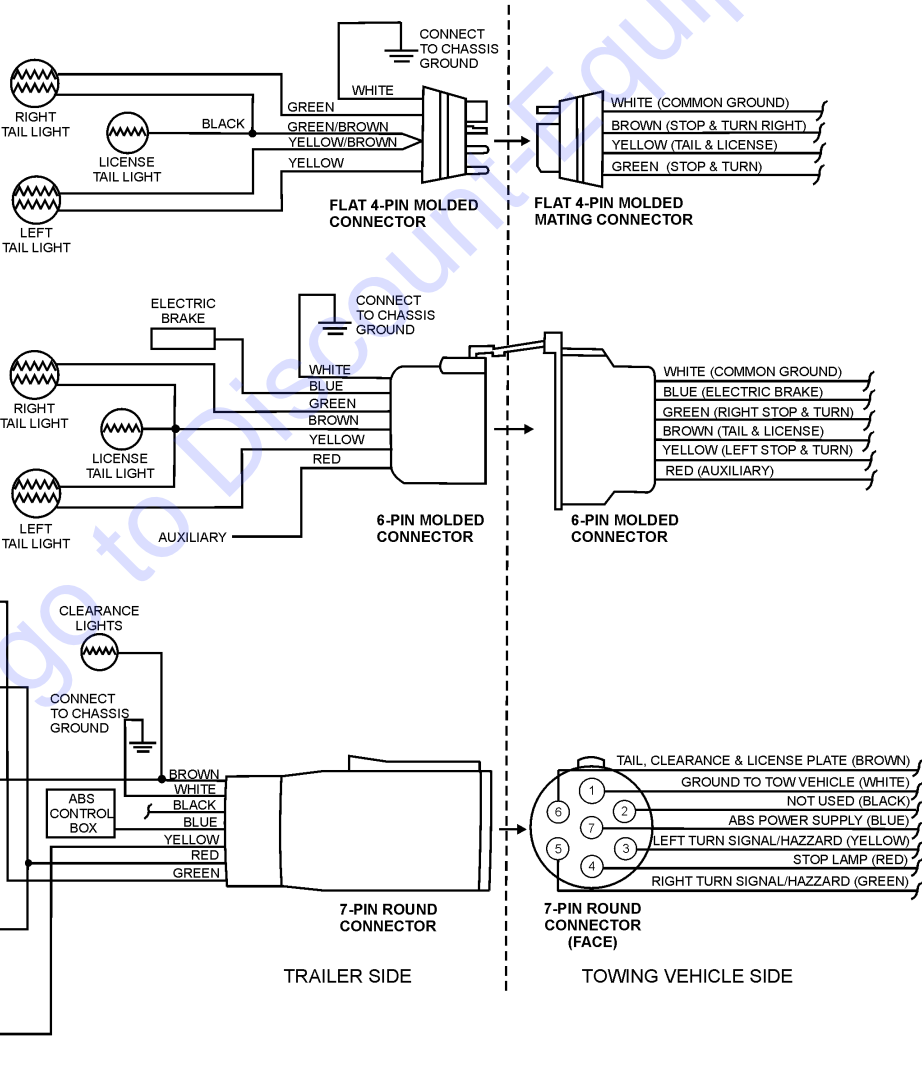 CONNECT
TO CHASSIS
GROUND
WHITE
GREEN
BLACK
GREEN/BROWN
YELLOW/BROWN
YELLOW
RIGHT
TAIL LIGHT
LICENSE
TAIL LIGHT
LEFT
TAIL LIGHT
FLAT 4-PIN MOLDED
CONNECTOR
WHITE (COMMON GROUND)
BROWN (STOP & TURN RIGHT)
YELLOW (TAIL & LICENSE)
GREEN (STOP & TURN)
FLAT 4-PIN MOLDED
MATING CONNECTOR
ELECTRIC
BRAKE
CONNECT
TO CHASSIS
GROUND
WHITE
BLUE
GREEN
BROWN
YELLOW
RED
RIGHT
TAIL LIGHT
LICENSE
TAIL LIGHT
LEFT
TAIL LIGHT
AUXILIARY
6-PIN MOLDED
CONNECTOR
WHITE (COMMON GROUND)
BLUE (ELECTRIC BRAKE)
GREEN (RIGHT STOP & TURN)
BROWN (TAIL & LICENSE)
YELLOW (LEFT STOP & TURN)
RED (AUXILIARY)
6-PIN MOLDED
CONNECTOR
CLEARANCE
LIGHTS
CONNECT
TO CHASSIS
GROUND
ABS
CONTROL
BOX
BROWN
WHITE
BLACK
BLUE
YELLOW
RED
GREEN
7-PIN ROUND
CONNECTOR
1
6
2
7
5
3
4
TAIL, CLEARANCE & LICENSE PLATE (BROWN)
GROUND TO TOW VEHICLE (WHITE)
NOT USED (BLACK)
ABS POWER SUPPLY (BLUE)
LEFT TURN SIGNAL/HAZZARD (YELLOW)
STOP LAMP (RED)
RIGHT TURN SIGNAL/HAZZARD (GREEN)
7-PIN ROUND
CONNECTOR
(FACE)
TRAILER SIDE
TOWING VEHICLE SIDE
go to Discount-Equip